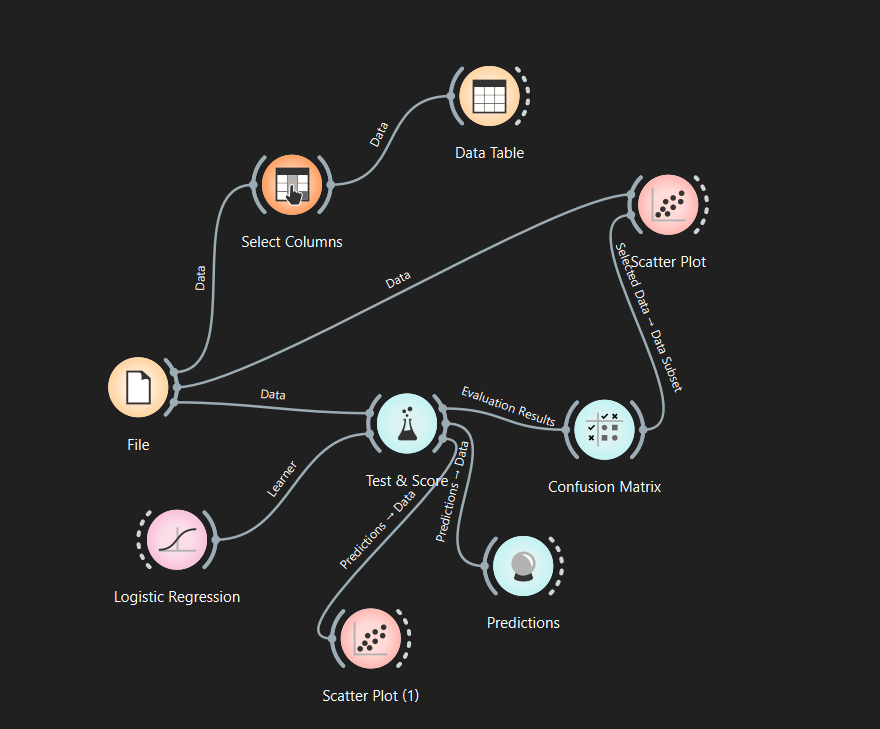 Data Table
Data
Select Columns
Data
Scatter Plot
Data
Selected Data → Data Subset
File
Data
Test & Score
Evaluation Results
Confusion Matrix
Learner
Predictions → Data
Predictions → Data
Logistic Regression
Predictions
Scatter Plot (1)